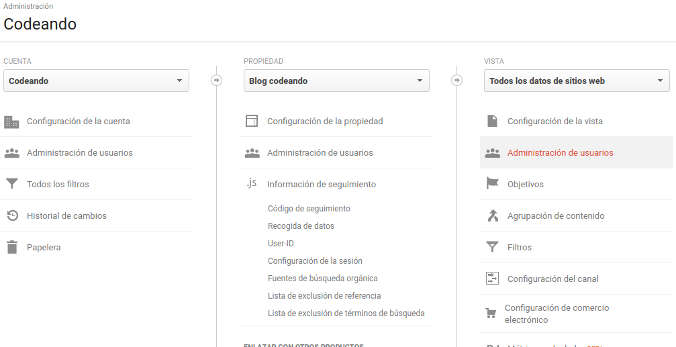 Administración
Codeando
CUENTA
Codeando
Configuración de la cuenta
Administración de usuarios
Todos los filtros
Historial de cambios
Papelera
PROPIEDAD
Blog codeando
Configuración de la propiedad
Administración de usuarios
.js Información de seguimiento
Código de seguimiento
Recogida de datos
User-ID
Configuración de la sesión
Fuentes de búsqueda orgánica
Lista de exclusión de referencia
Lista de exclusión de términos de búsqueda
ENLAZAR CON OTROS PRODUCTOS
VISTA
Todos los datos de sitios web
Configuración de la vista
Administración de usuarios
Objetivos
Agrupación de contenido
Filtros
Configuración del canal
Configuración de comercio
electrónico